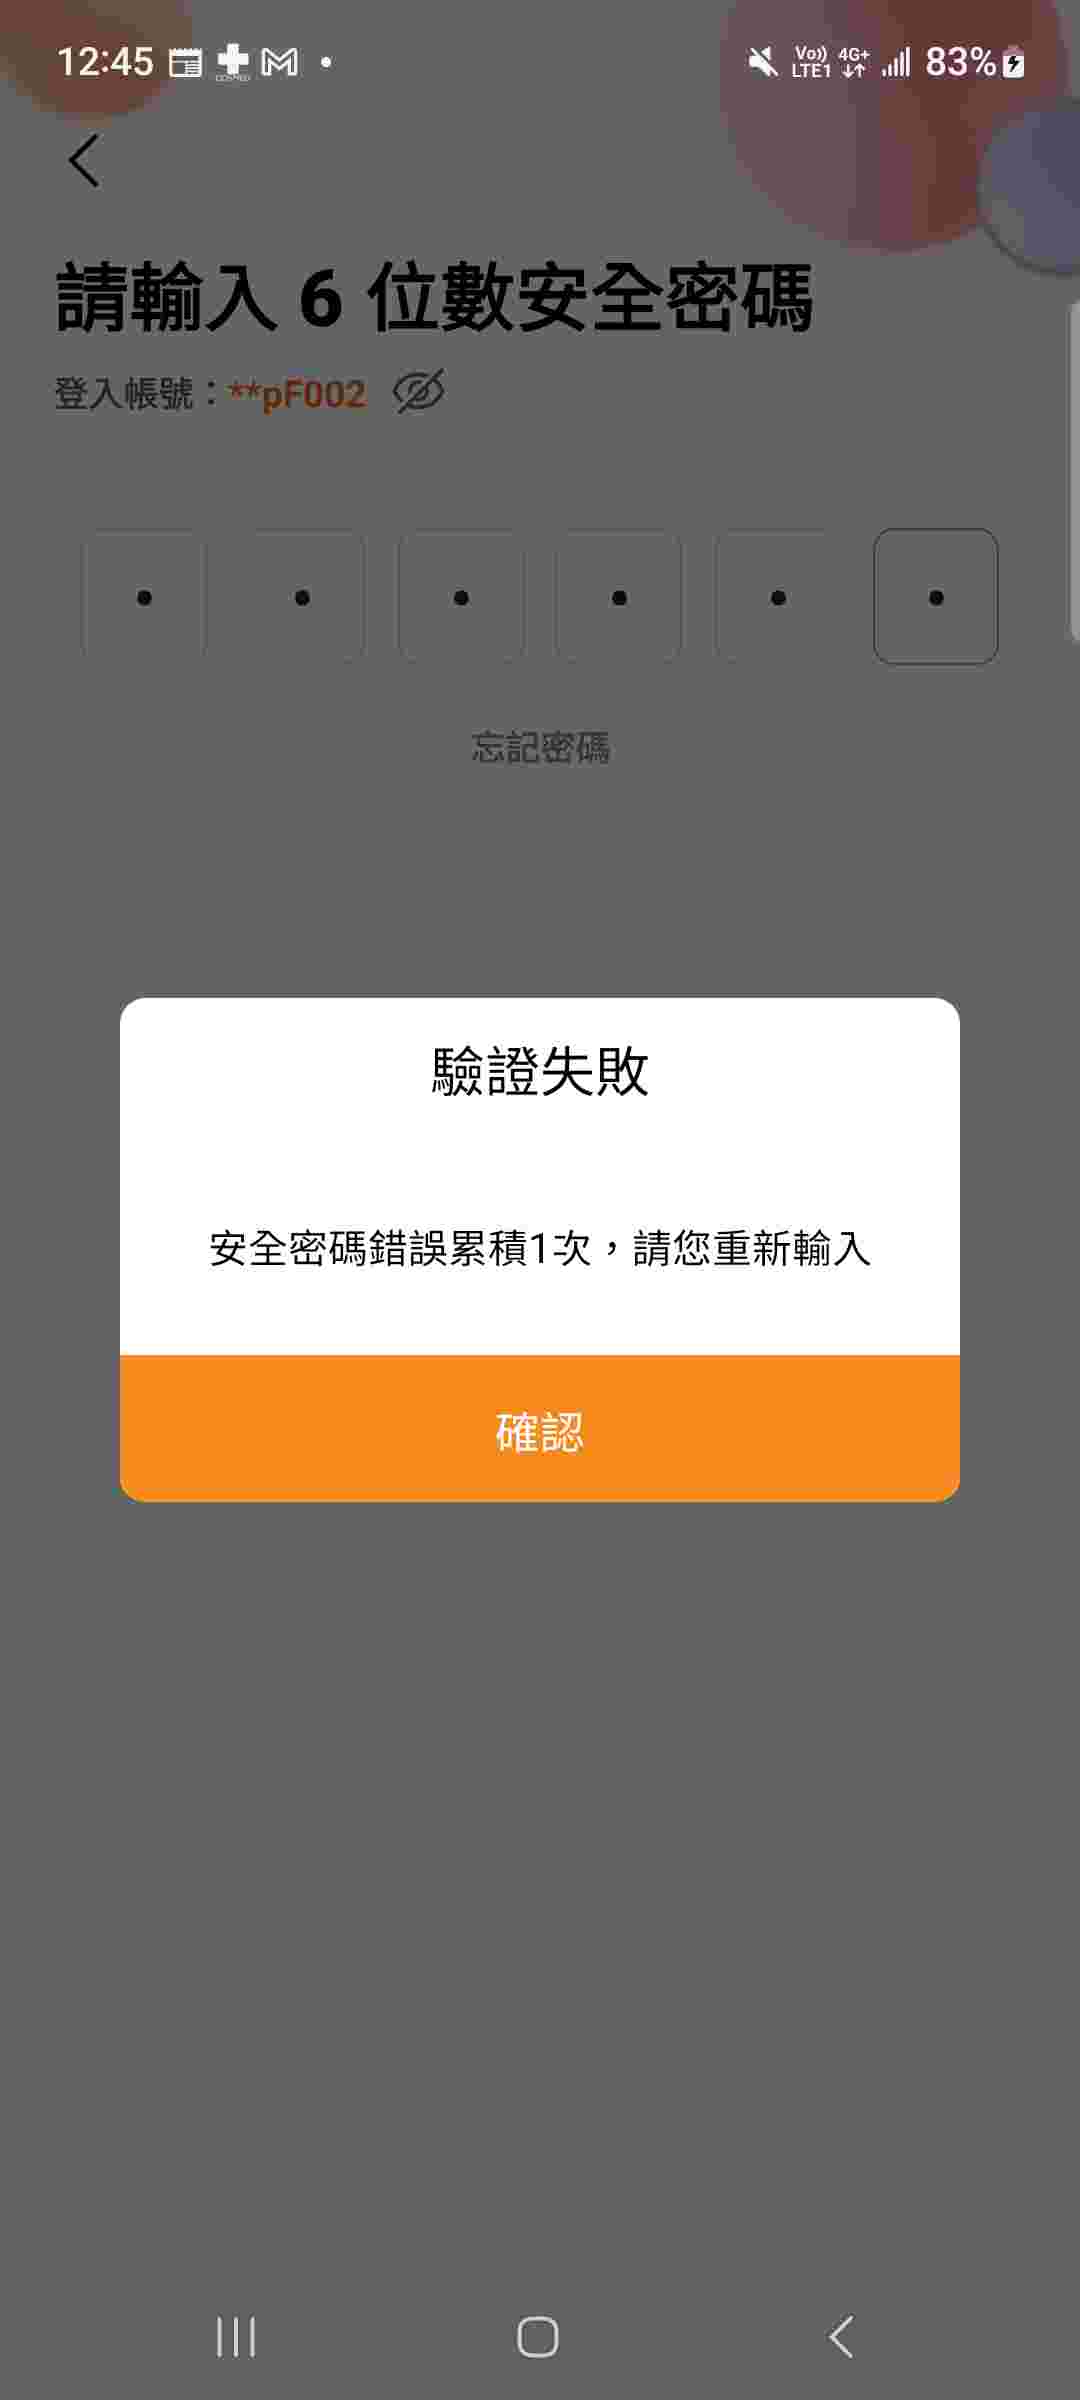 12:45
Vo)) LTE1 4G+ 83%
請輸入 6 位數安全密碼
登入帳號：**pF002
忘記密碼
驗證失敗
安全密碼錯誤累積1次，請您重新輸入
確認